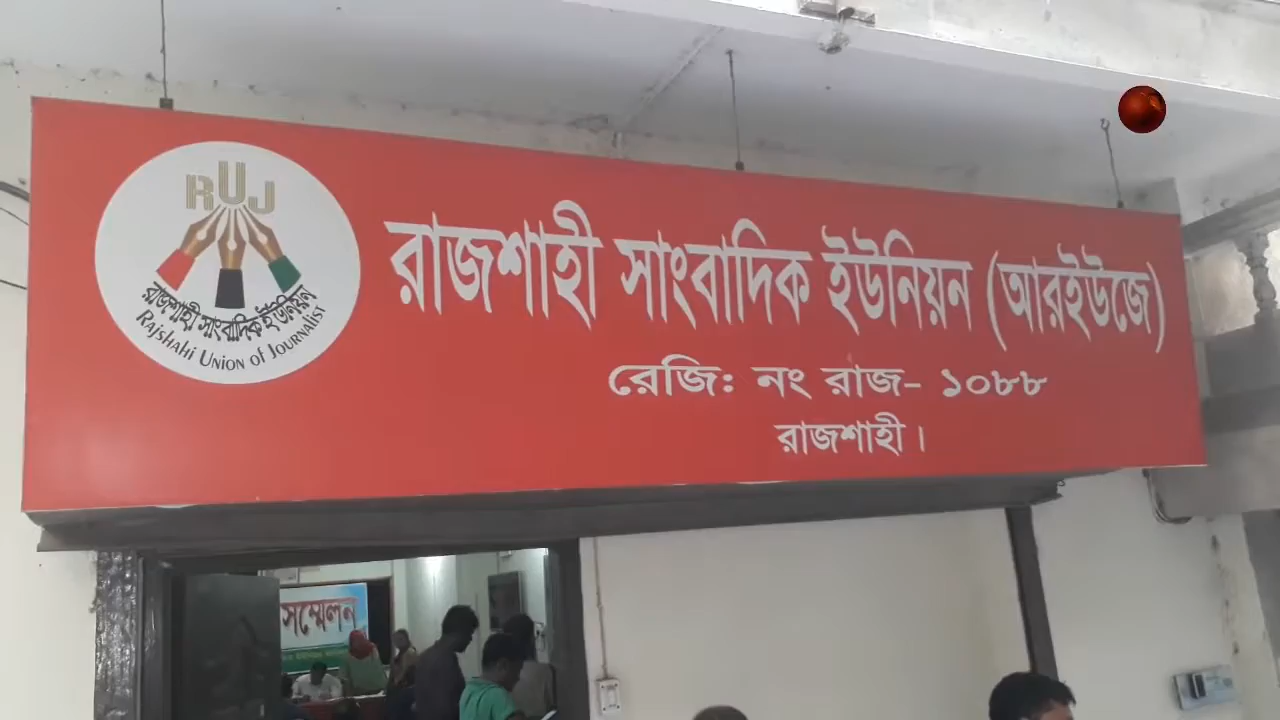 RUJ
রাজশাহী সাংবাদিক ইউনিয়ন
Rajshahi Union of Journalist
রাজশাহী সাংবাদিক ইউনিয়ন (আরইউজে)
রেজি: নং রাজ- ১০৮৮
রাজশাহী।
সম্মেলন